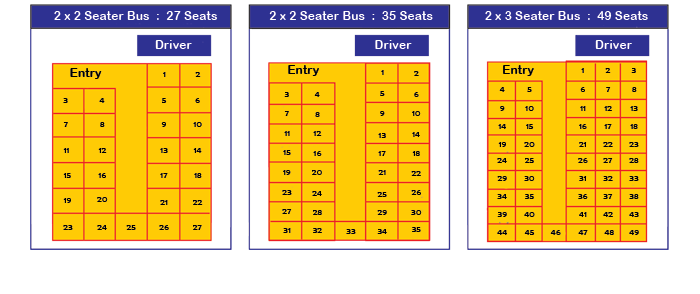 2 x 2 Seater Bus : 27 Seats
Driver
Entry 1 2
3 4 5 6
7 8 9 10
11 12 13 14
15 16 17 18
19 20 21 22
23 24 25 26 27
2 x 2 Seater Bus : 35 Seats
Driver
Entry 1 2
3 4 5 6
7 8 9 10
11 12 13 14
15 16 17 18
19 20 21 22
23 24 25 26
27 28 29 30
31 32 33 34 35
2 x 3 Seater Bus : 49 Seats
Driver
Entry 1 2 3
4 5 6 7 8
9 10 11 12 13
14 15 16 17 18
19 20 21 22 23
24 25 26 27 28
29 30 31 32 33
34 35 36 37 38
39 40 41 42 43
44 45 46 47 48 49